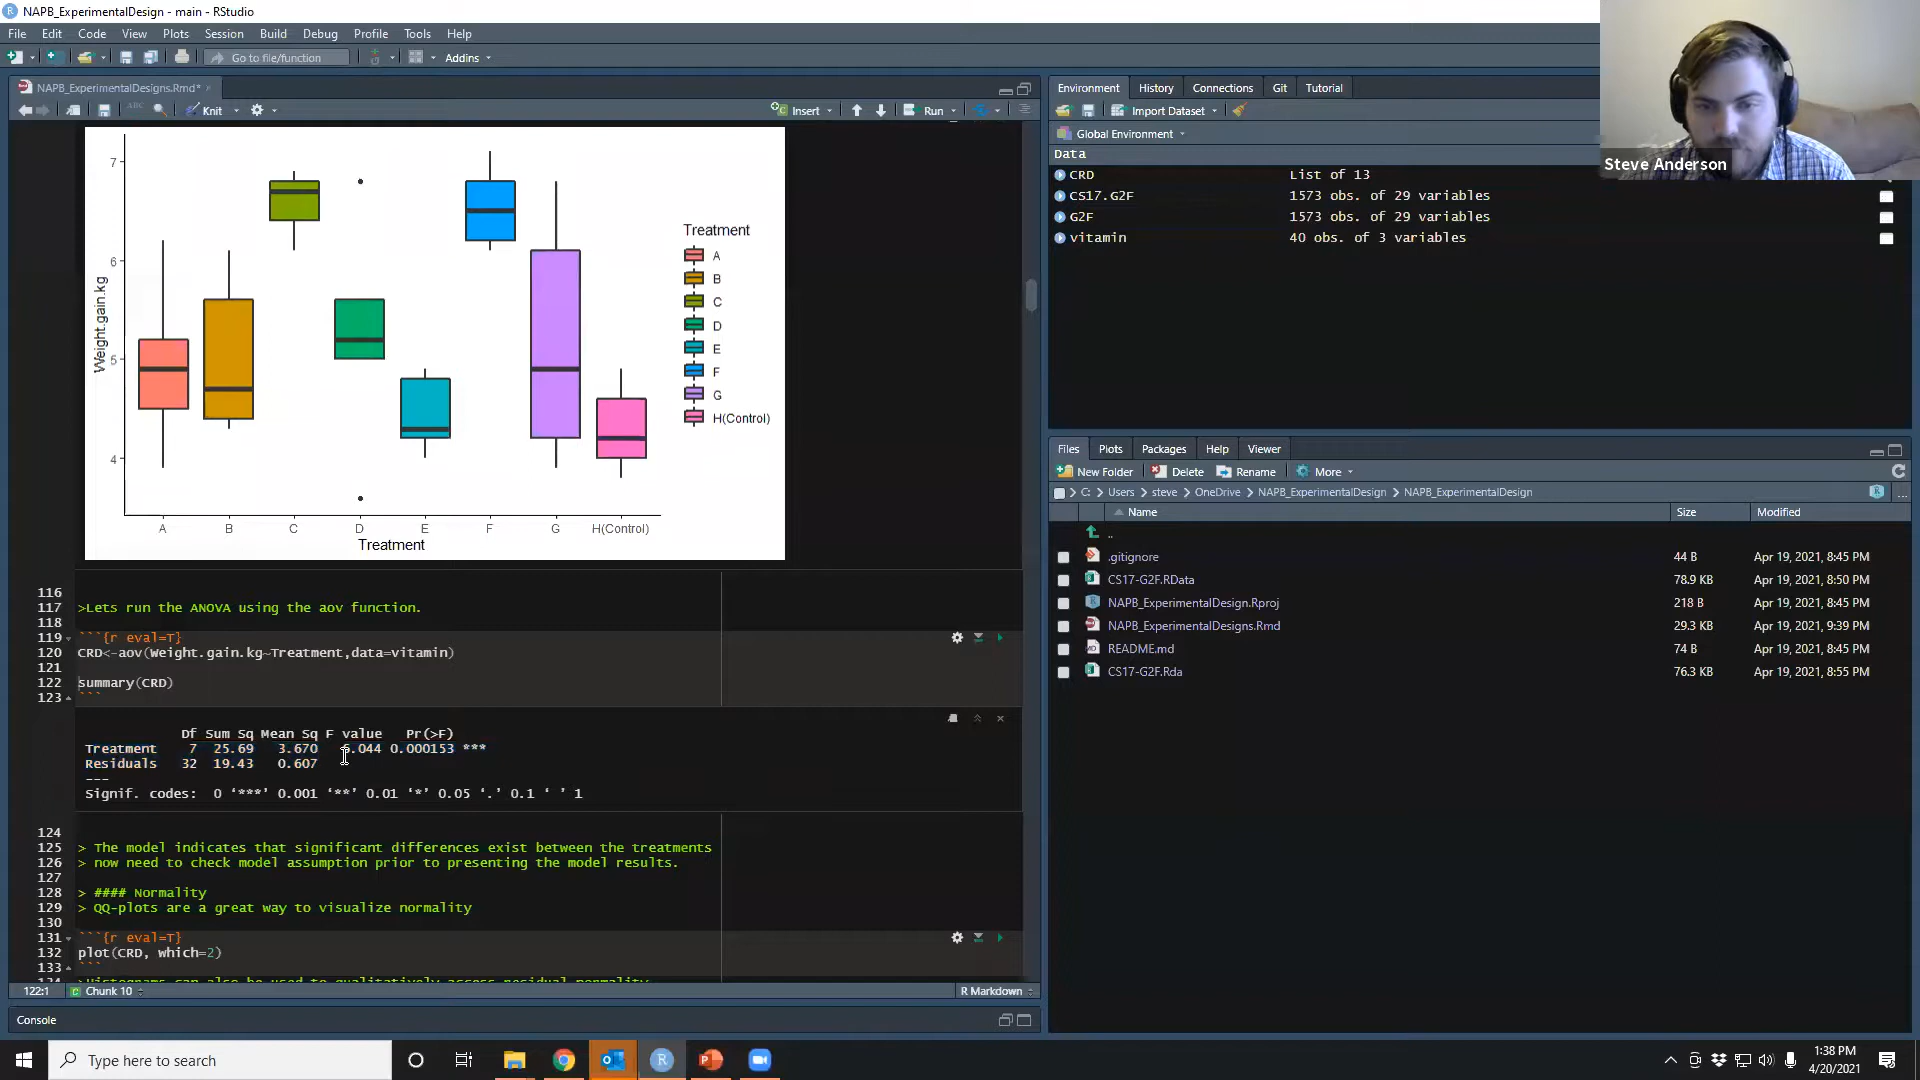 NAPB_ExperimentalDesign - main - RStudio
File Edit Code View Plots Session Build Debug Profile Tools Help
Go to file/function Addins
NAPB_ExperimentalDesigns.Rmd*
ABC Knit Insert Run
Weight.gain.kg
7
6
5
4
A B C D E F G H(Control)
Treatment
Treatment
A
B
C
D
E
F
G
H(Control)
116
117 >Lets run the ANOVA using the aov function.
118
119 ```{r eval=T}
120 CRD<-aov(Weight.gain.kg~Treatment,data=vitamin)
121
122 summary(CRD)
123 ```
Df Sum Sq Mean Sq F value Pr(>F)
Treatment 7 25.69 3.670 6.044 0.000153 ***
Residuals 32 19.43 0.607
---
Signif. codes: 0 ‘***’ 0.001 ‘**’ 0.01 ‘*’ 0.05 ‘.’ 0.1 ‘ ’ 1
124
125 > The model indicates that significant differences exist between the treatments
126 > now need to check model assumption prior to presenting the model results.
127
128 > #### Normality
129 > QQ-plots are a great way to visualize normality
130
131 ```{r eval=T}
132 plot(CRD, which=2)
133 ```
122:1 Chunk 10 R Markdown
Console
Environment History Connections Git Tutorial
Import Dataset
Global Environment
Data
CRD List of 13
CS17.G2F 1573 obs. of 29 variables
G2F 1573 obs. of 29 variables
vitamin 40 obs. of 3 variables
Steve Anderson
Files Plots Packages Help Viewer
New Folder Delete Rename More
C: Users steve OneDrive NAPB_ExperimentalDesign NAPB_ExperimentalDesign ...
Name Size Modified
..
.gitignore 44 B Apr 19, 2021, 8:45 PM
CS17-G2F.RData 78.9 KB Apr 19, 2021, 8:50 PM
NAPB_ExperimentalDesign.Rproj 218 B Apr 19, 2021, 8:45 PM
NAPB_ExperimentalDesigns.Rmd 29.3 KB Apr 19, 2021, 9:39 PM
README.md 74 B Apr 19, 2021, 8:45 PM
CS17-G2F.Rda 76.3 KB Apr 19, 2021, 8:55 PM
Type here to search
1:38 PM
4/20/2021